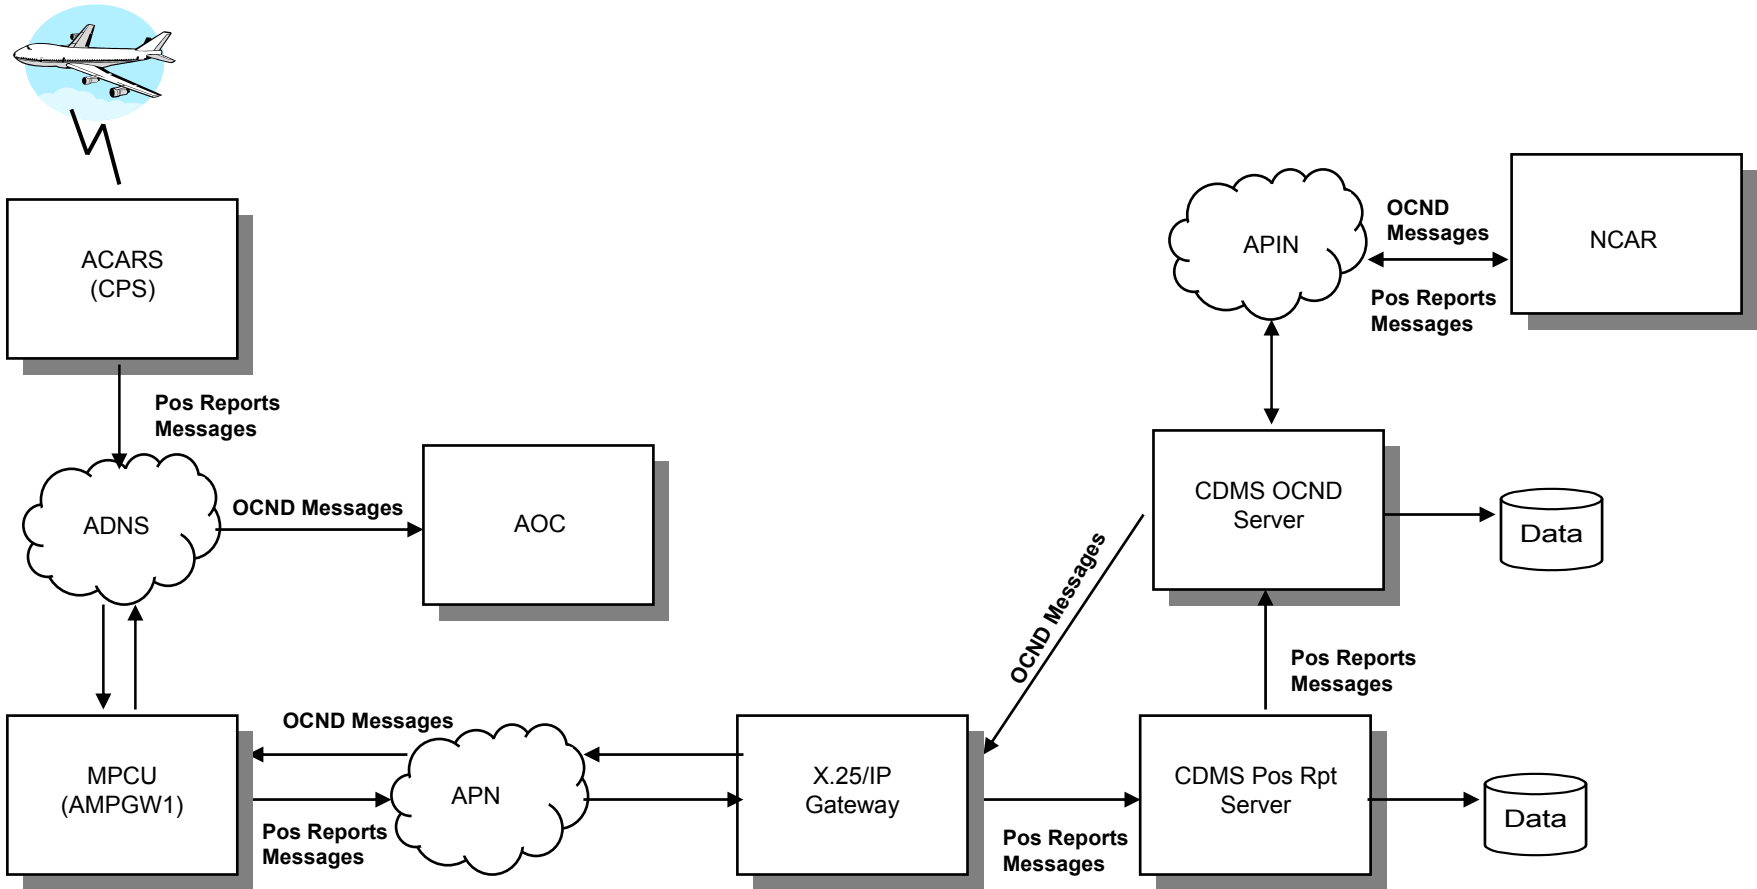 OCND
Messages
APIN
NCAR
ACARS
(CPS)
Pos Reports
Messages
Pos Reports
Messages
CDMS OCND
Server
OCND Messages
ADNS
AOC
Data
OCND Messages
Pos Reports
Messages
OCND Messages
MPCU
(AMPGW1)
APN
X.25/IP
Gateway
CDMS Pos Rpt
Server
Data
Pos Reports
Messages
Pos Reports
Messages